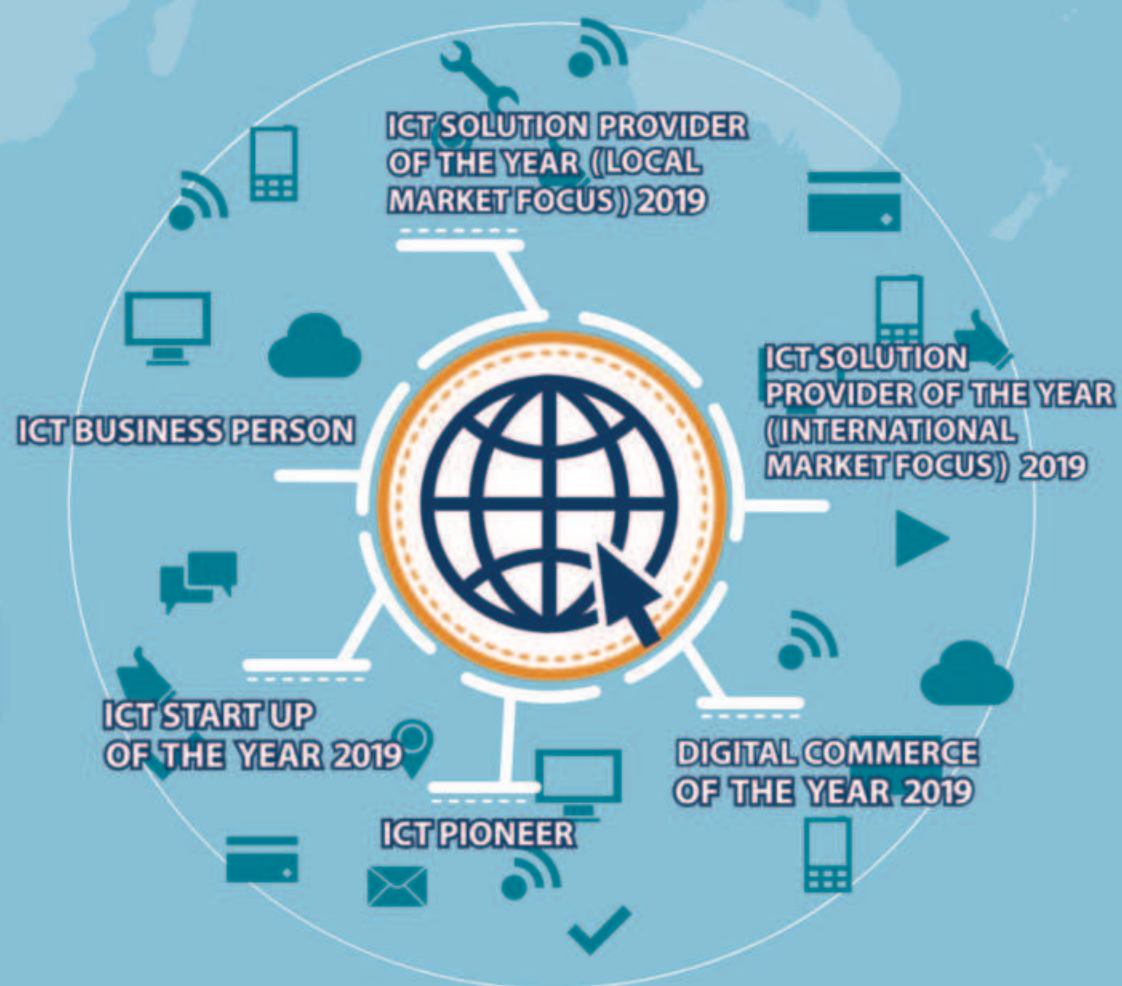 ICT SOLUTION PROVIDER
OF THE YEAR ((LOCAL
MARKET FOCUS) 2019
ICT SOLUTION
PROVIDER OF THE YEAR
((INTERNATIONAL
MARKET FOCUS) 2019
ICT BUSINESS PERSON
ICT START UP
OF THE YEAR 2019
DIGITAL COMMERCE
OF THE YEAR 2019
ICT PIONEER